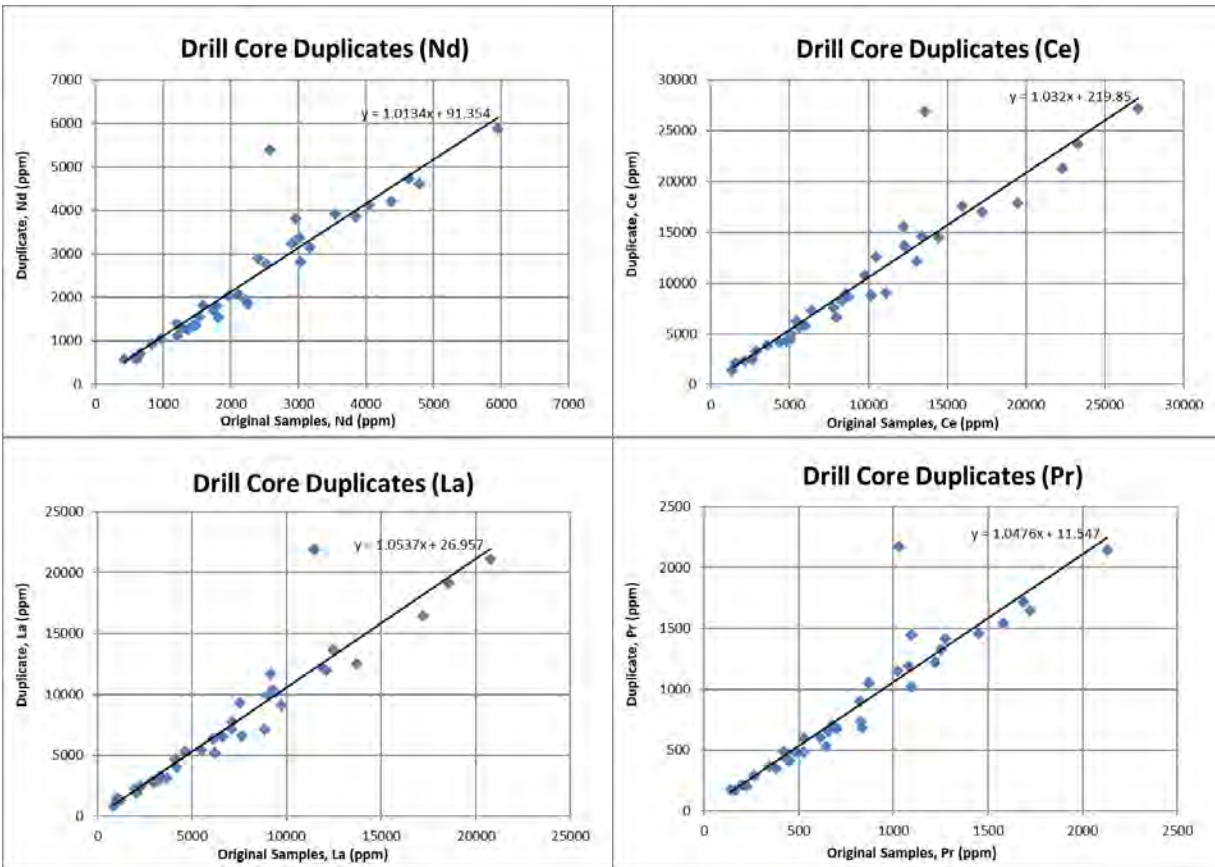 Drill Core Duplicates (Nd)
7000
6000
5000
4000
3000
2000
1000
0
Duplicate, Nd (ppm)
y = 1.0134x + 91.354
0 1000 2000 3000 4000 5000 6000 7000
Original Samples, Nd (ppm)
Drill Core Duplicates (Ce)
30000
25000
20000
15000
10000
5000
0
Duplicate, Ce (ppm)
y = 1.032x + 219.85
0 5000 10000 15000 20000 25000 30000
Original Samples, Ce (ppm)
Drill Core Duplicates (La)
25000
20000
15000
10000
5000
0
Duplicate, La (ppm)
y = 1.0537x + 26.957
0 5000 10000 15000 20000 25000
Original Samples, La (ppm)
Drill Core Duplicates (Pr)
2500
2000
1500
1000
500
0
Duplicate, Pr (ppm)
y = 1.0476x + 11.547
0 500 1000 1500 2000 2500
Original Samples, Pr (ppm)